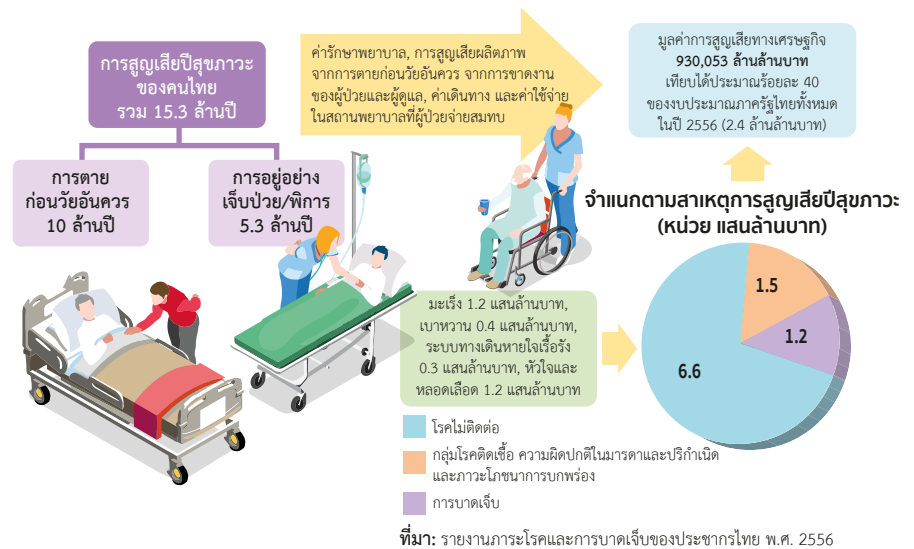 การสูญเสียปีสุขภาวะ
ของคนไทย
รวม 15.3 ล้านปี
การตาย
ก่อนวัยอันควร
10 ล้านปี
การอยู่อย่าง
เจ็บป่วย/พิการ
5.3 ล้านปี
ค่ารักษาพยาบาล, การสูญเสียผลิตภาพ
จากการตายก่อนวัยอันควร จากการขาดงาน
ของผู้ป่วยและผู้ดูแล, ค่าเดินทาง และค่าใช้จ่าย
ในสถานพยาบาลที่ผู้ป่วยจ่ายสมทบ
มูลค่าการสูญเสียทางเศรษฐกิจ
930,053 ล้านล้านบาท
เทียบได้ประมาณร้อยละ 40
ของงบประมาณภาครัฐไทยทั้งหมด
ในปี 2556 (2.4 ล้านล้านบาท)
จำแนกตามสาเหตุการสูญเสียปีสุขภาวะ
(หน่วย แสนล้านบาท)
1.5
1.2
6.6
มะเร็ง 1.2 แสนล้านบาท,
เบาหวาน 0.4 แสนล้านบาท,
ระบบทางเดินหายใจเรื้อรัง
0.3 แสนล้านบาท, หัวใจและ
หลอดเลือด 1.2 แสนล้านบาท
โรคไม่ติดต่อ
กลุ่มโรคติดเชื้อ ความผิดปกติในมารดาและปริกำเนิด
และภาวะโภชนาการบกพร่อง
การบาดเจ็บ
ที่มา: รายงานภาระโรคและการบาดเจ็บของประชากรไทย พ.ศ. 2556